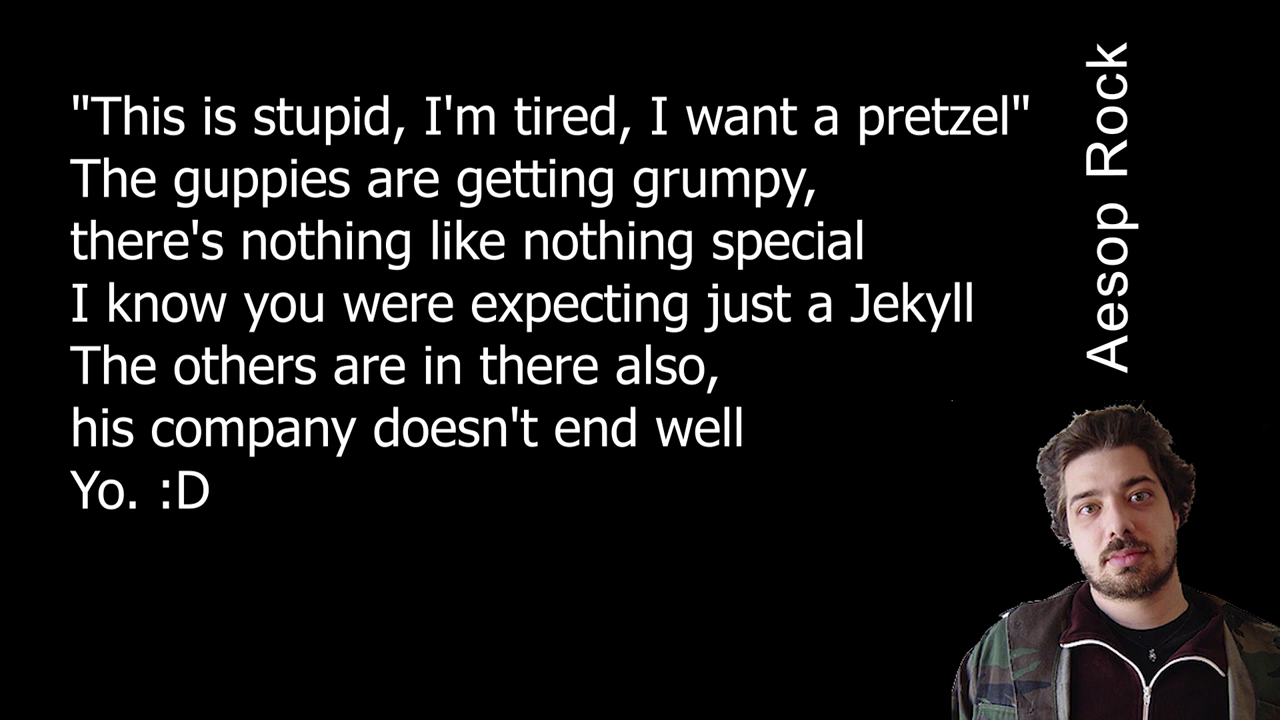 "This is stupid, I'm tired, I want a pretzel"
The guppies are getting grumpy,
there's nothing like nothing special
I know you were expecting just a Jekyll
The others are in there also,
his company doesn't end well
Yo. :D
Aesop Rock